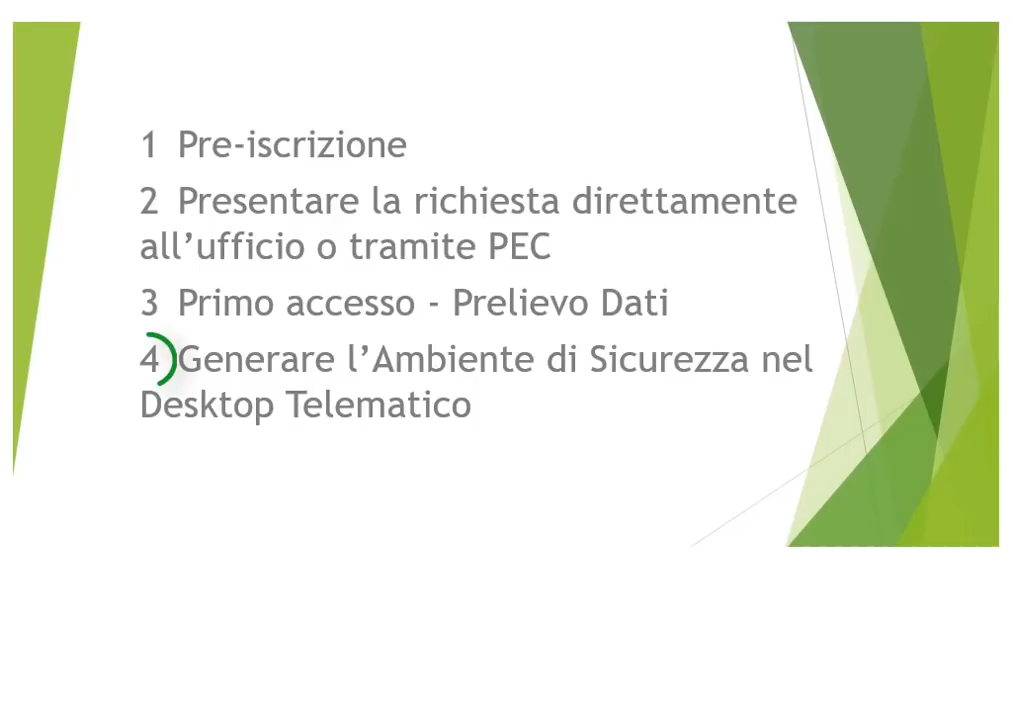 1 Pre-iscrizione
2 Presentare la richiesta direttamente
all’ufficio o tramite PEC
3 Primo accesso - Prelievo Dati
4 Generare l’Ambiente di Sicurezza nel
Desktop Telematico